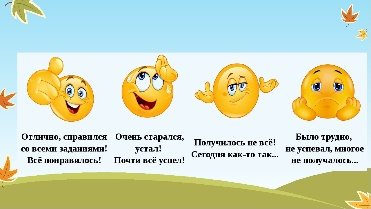 Отлично, справился
со всеми заданиями!
Всё понравилось!
Очень старался,
устал!
Почти всё успел!
Получилось не всё!
Сегодня как-то так...
Было трудно,
не успевал, многое
не получалось...